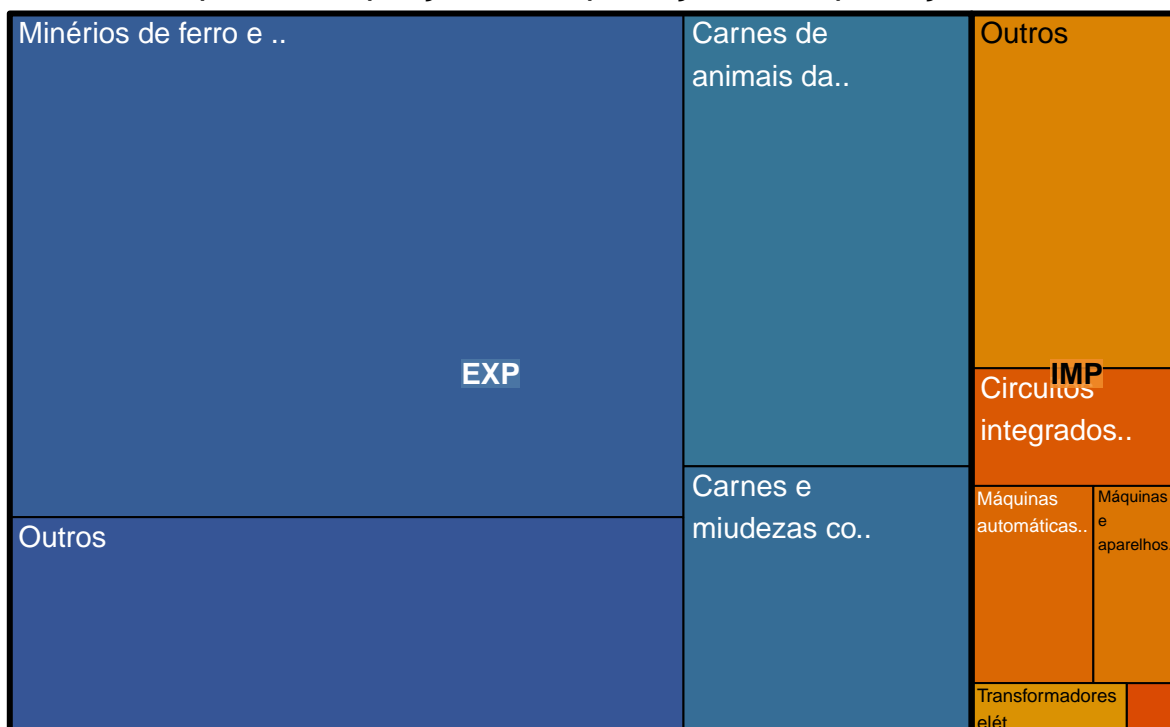 Minérios de ferro e ..
EXP
Outros
Carnes de
animais da..
Carnes e
miudezas co..
Outros
IMP
Circuitos
integrados..
Máquinas
automáticas..
Máquinas
e
aparelhos
Transformadores
elét